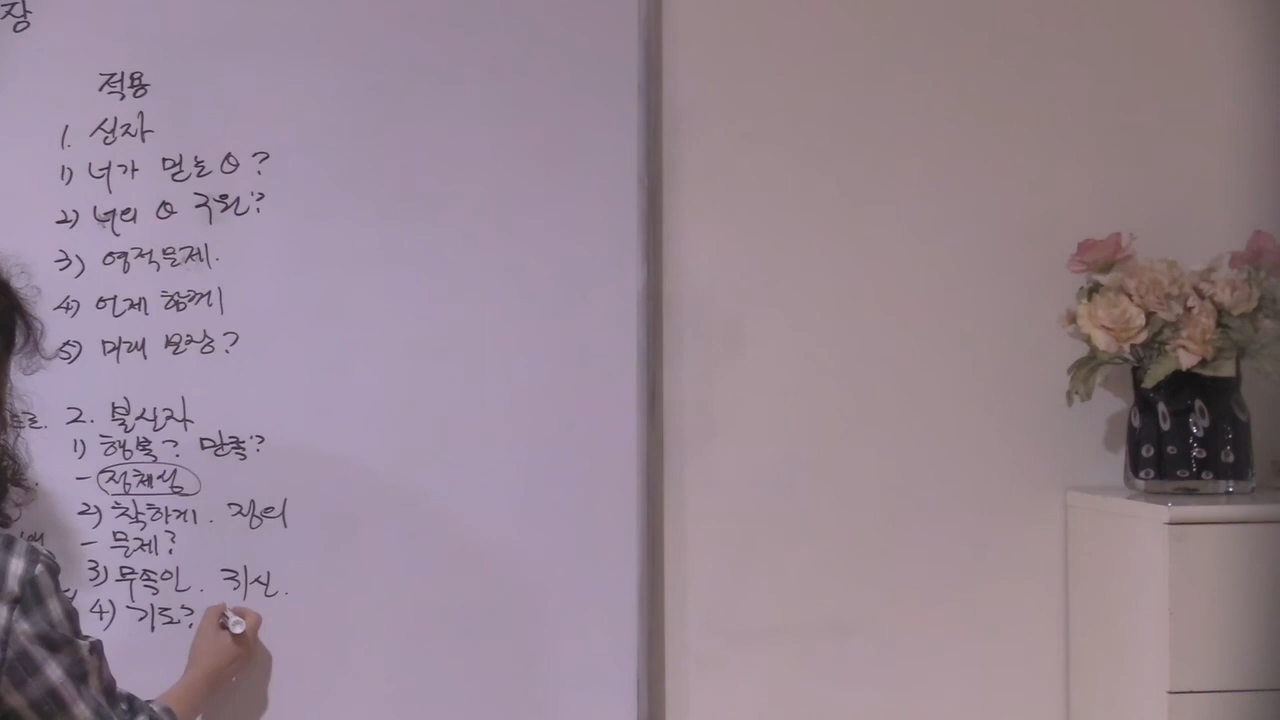 장
적용
1. 신자
1) 너가 믿는 ?
2) 너의 구원?
3) 영적문제.
4) 언제 함께
5) 미래 보장?
2. 불신자
1) 행복? 만족?
- 정체성
2) 착하게. 정의
- 문제?
3) 무속인. 귀신.
4) 기도?